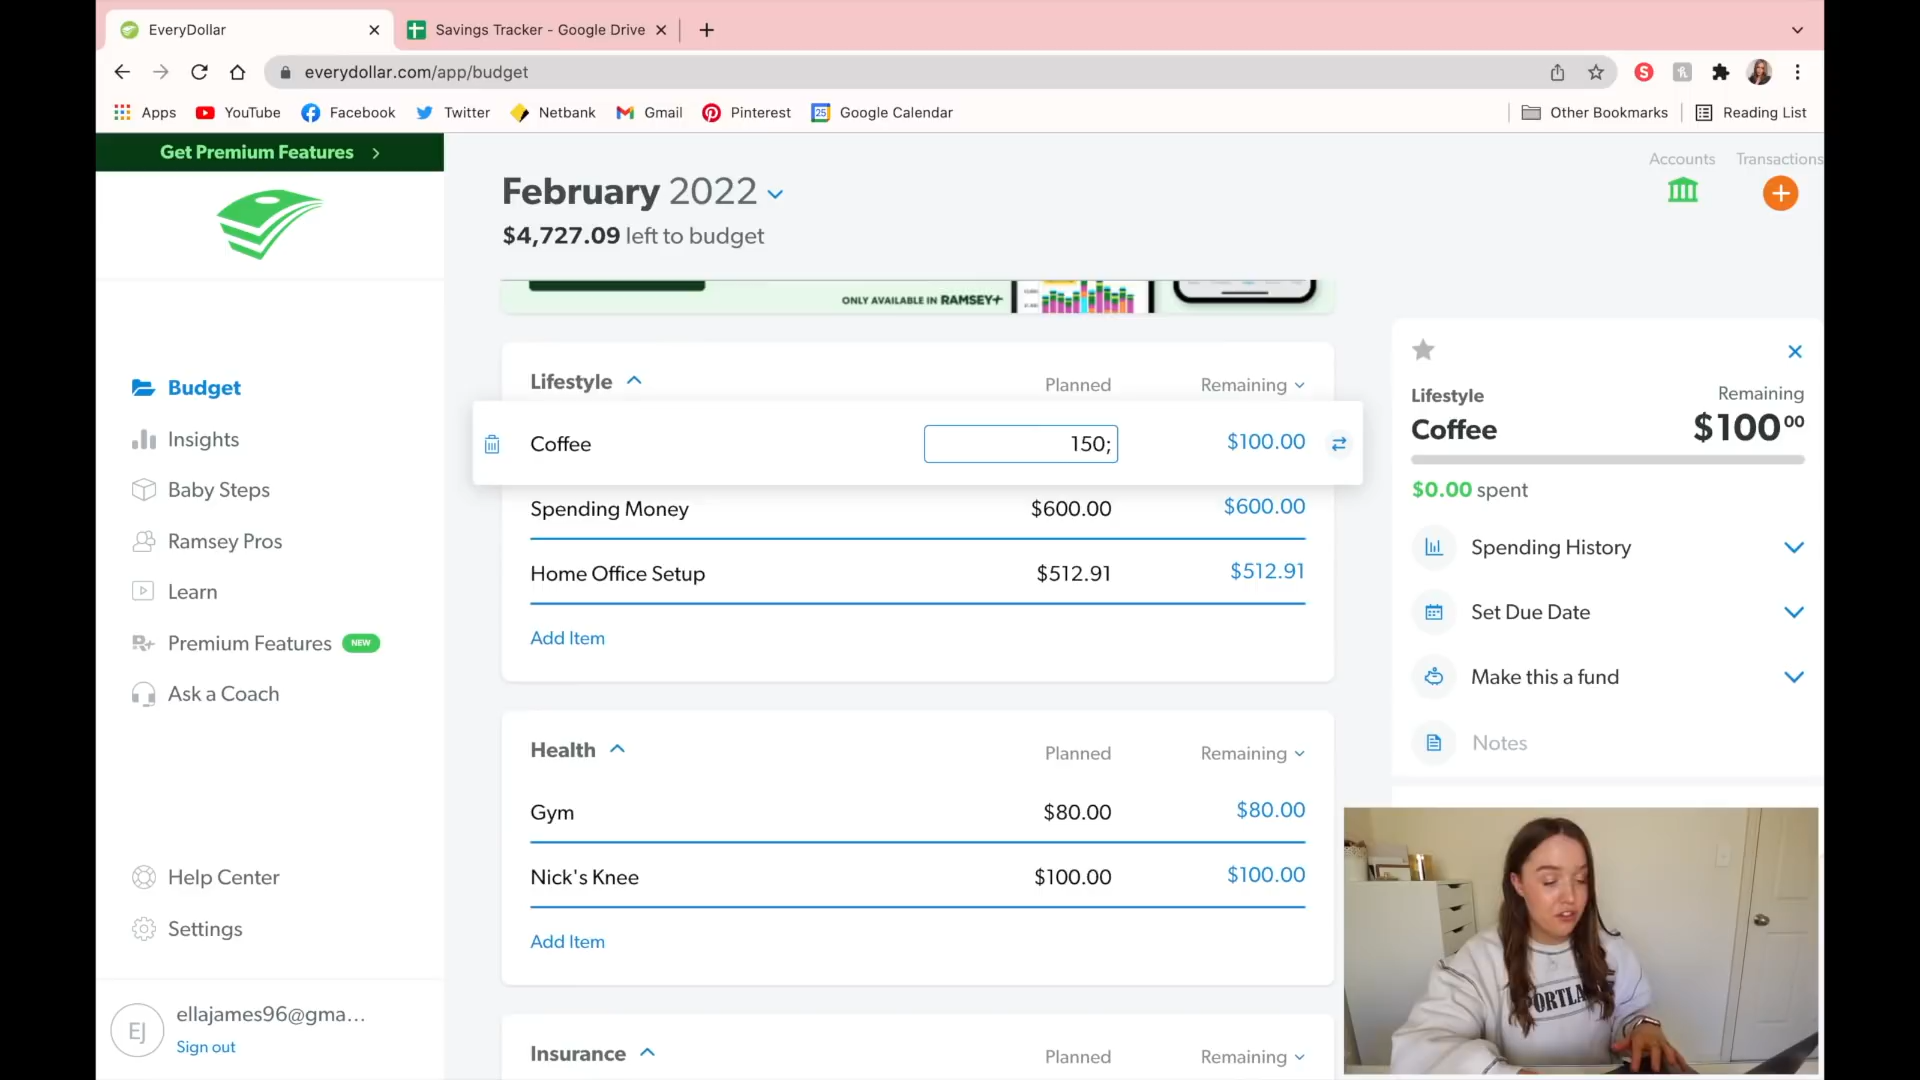 EveryDollar
Savings Tracker - Google Drive
everydollar.com/app/budget
Apps
YouTube
Facebook
Twitter
Netbank
Gmail
Pinterest
25
Google Calendar
Other Bookmarks
Reading List
Get Premium Features
Budget
Insights
Baby Steps
Ramsey Pros
Learn
R+
Premium Features NEW
Ask a Coach
Help Center
Settings
EJ
ellajames96@gma...
Sign out
February 2022
$4,727.09 left to budget
Accounts
Transactions
ONLY AVAILABLE IN RAMSEY+
Lifestyle Planned Remaining
Coffee 150; $100.00
Spending Money $600.00 $600.00
Home Office Setup $512.91 $512.91
Add Item
Health Planned Remaining
Gym $80.00 $80.00
Nick's Knee $100.00 $100.00
Add Item
Insurance Planned Remaining
Lifestyle Remaining
Coffee $100 00
$0.00 spent
Spending History
Set Due Date
Make this a fund
Notes